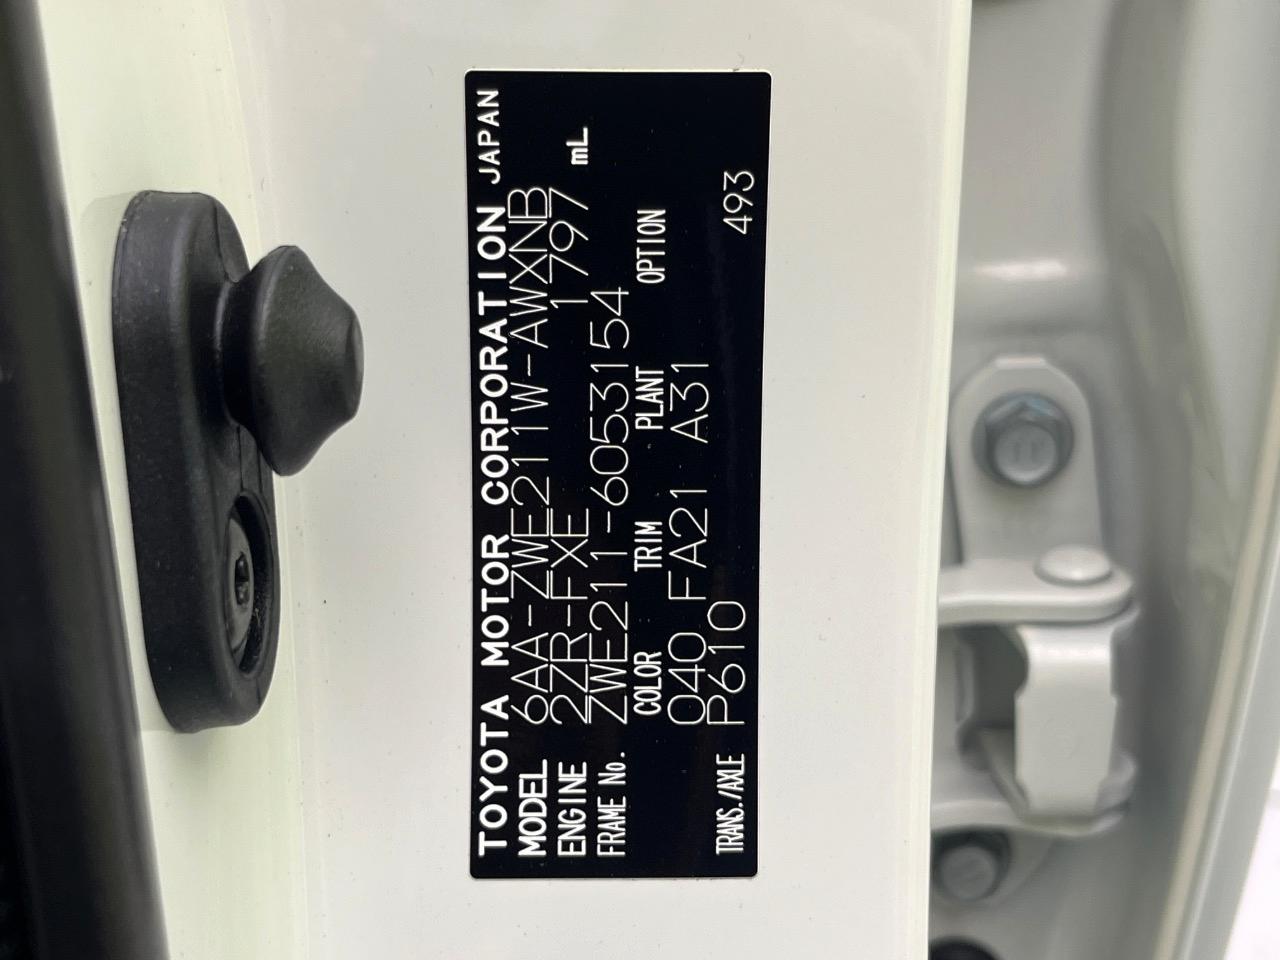 TOYOTA MOTOR CORPORATION JAPAN
MODEL 6AA-ZWE211W-AWXNB
ENGINE 2ZR-FXE 1797 mL
FRAME No. ZWE211-6053154
COLOR TRIM PLANT OPTION
040 FA21 A31
TRANS./AXLE P610 493